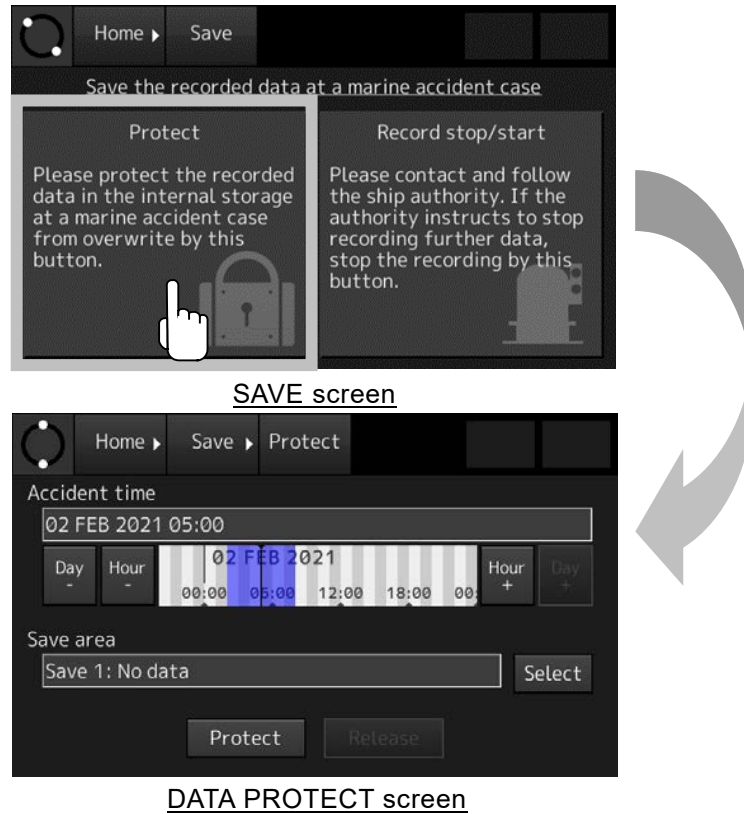 Home Save
Save the recorded data at a marine accident case
Protect
Please protect the recorded
data in the internal storage
at a marine accident case
from overwrite by this
button.
Record stop/start
Please contact and follow
the ship authority. If the
authority instructs to stop
recording further data,
stop the recording by this
button.
SAVE screen
Home Save Protect
Accident time
02 FEB 2021 05:00
Day
-
Hour
-
02 FEB 2021
00:00 06:00 12:00 18:00 00:
Hour
+
Day
+
Save area
Save 1: No data
Select
Protect Release
DATA PROTECT screen